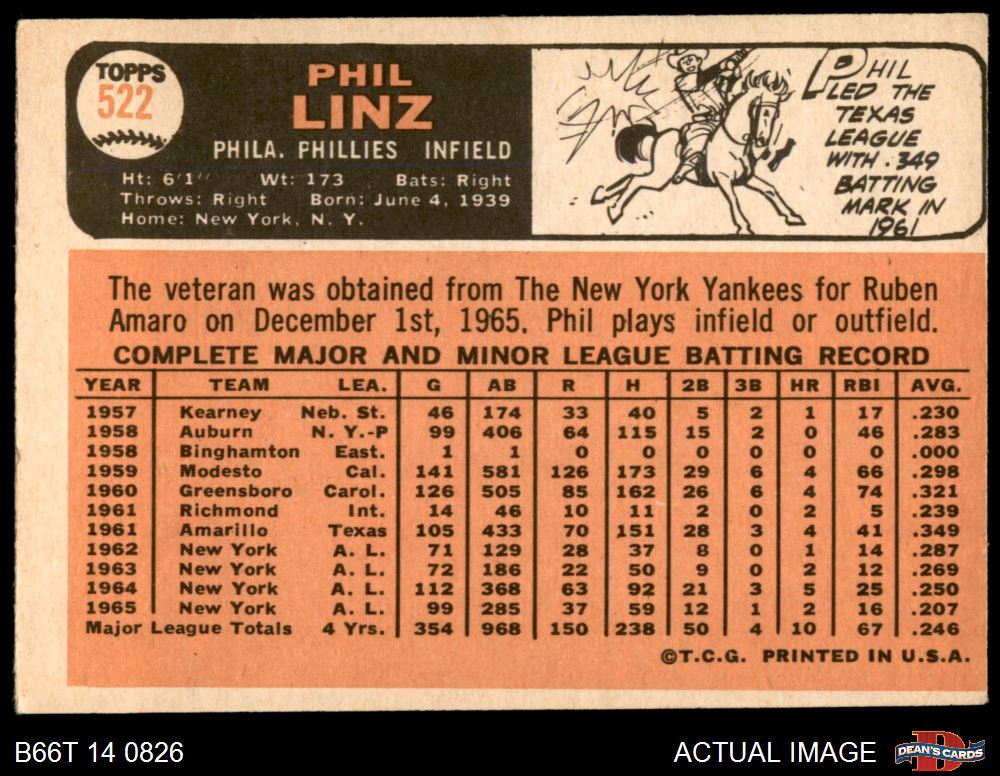 TOPPS
522
PHIL
LINZ
PHILA. PHILLIES INFIELD
Ht: 6'1" Wt: 173 Bats: Right
Throws: Right Born: June 4, 1939
Home: New York, N. Y.
PHIL
LED THE
TEXAS
LEAGUE
WITH .349
BATTING
MARK IN
1961
The veteran was obtained from The New York Yankees for Ruben
Amaro on December 1st, 1965. Phil plays infield or outfield.
COMPLETE MAJOR AND MINOR LEAGUE BATTING RECORD
YEAR TEAM LEA. G AB R H 2B 3B HR RBI AVG.
1957 Kearney Neb. St. 46 174 33 40 5 2 1 17 .230
1958 Auburn N. Y.-P 99 406 64 115 15 2 0 46 .283
1958 Binghamton East. 1 1 0 0 0 0 0 0 .000
1959 Modesto Cal. 141 581 126 173 29 6 4 66 .298
1960 Greensboro Carol. 126 505 85 162 26 6 4 74 .321
1961 Richmond Int. 14 46 10 11 2 0 2 5 .239
1961 Amarillo Texas 105 433 70 151 28 3 4 41 .349
1962 New York A. L. 71 129 28 37 8 0 1 14 .287
1963 New York A. L. 72 186 22 50 9 0 2 12 .269
1964 New York A. L. 112 368 63 92 21 3 5 25 .250
1965 New York A. L. 99 285 37 59 12 1 2 16 .207
Major League Totals 4 Yrs. 354 968 150 238 50 4 10 67 .246
©T.C.G. PRINTED IN U.S.A.
B66T 14 0826 ACTUAL IMAGE D DEAN'S CARDS